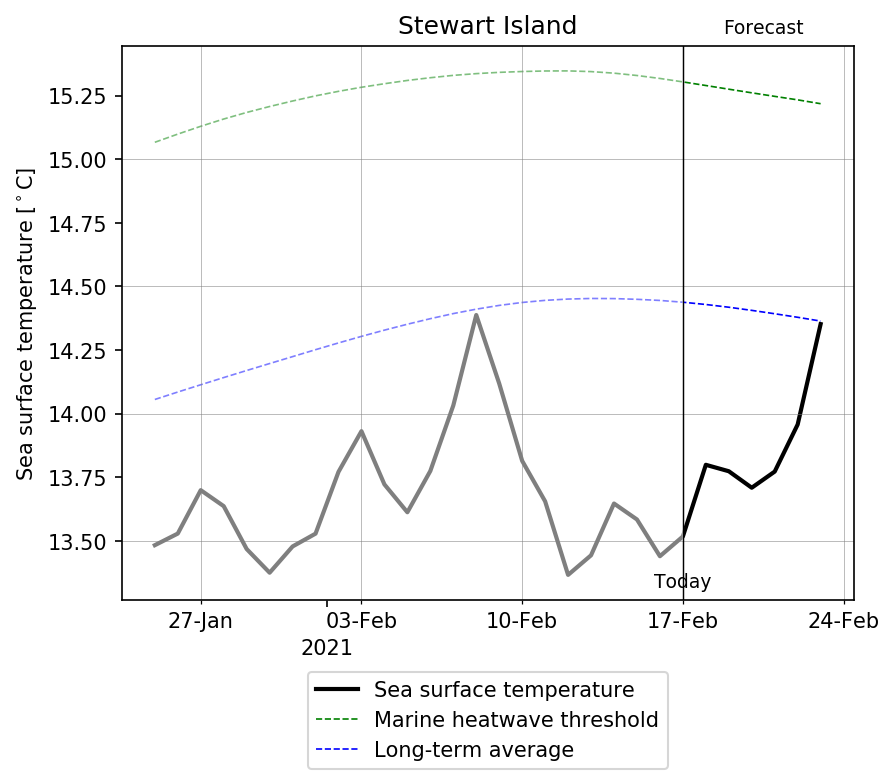 Stewart Island
Forecast
Sea surface temperature [°C]
15.25
15.00
14.75
14.50
14.25
14.00
13.75
13.50
Today
27-Jan 03-Feb 10-Feb 17-Feb 24-Feb
2021
Sea surface temperature
Marine heatwave threshold
Long-term average